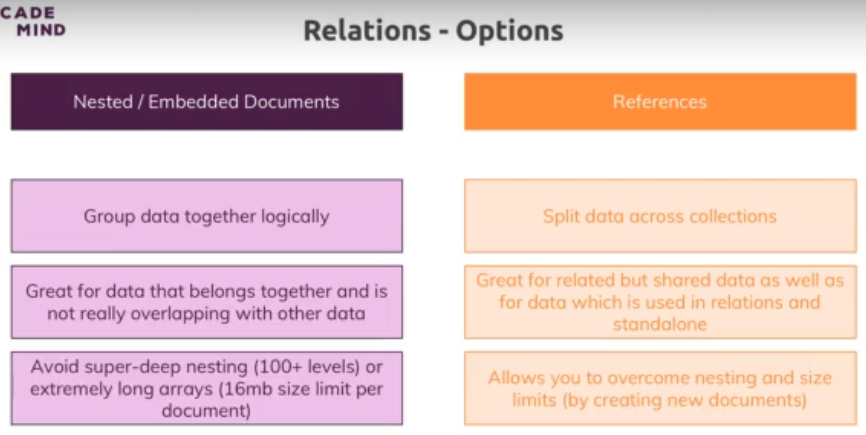 CADE
MIND
Relations - Options
Nested / Embedded Documents
References
Group data together logically
Split data across collections
Great for data that belongs together and is
not really overlapping with other data
Great for related but shared data as well as
for data which is used in relations and
standalone
Avoid super-deep nesting (100+ levels) or
extremely long arrays (16mb size limit per
document)
Allows you to overcome nesting and size
limits (by creating new documents)